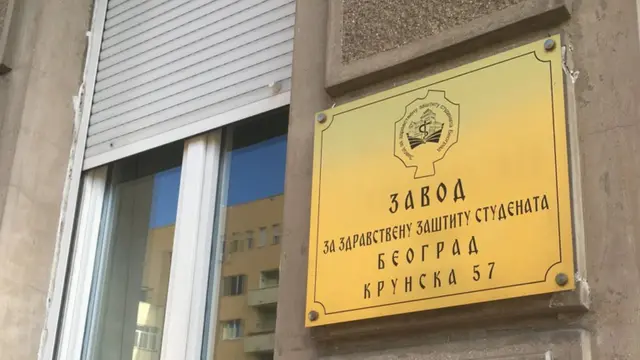 ЗАВОД
ЗА ЗДРАВСТВЕНУ ЗАШТИТУ СТУДЕНАТА
БЕОГРАД
КРУНСКА 57